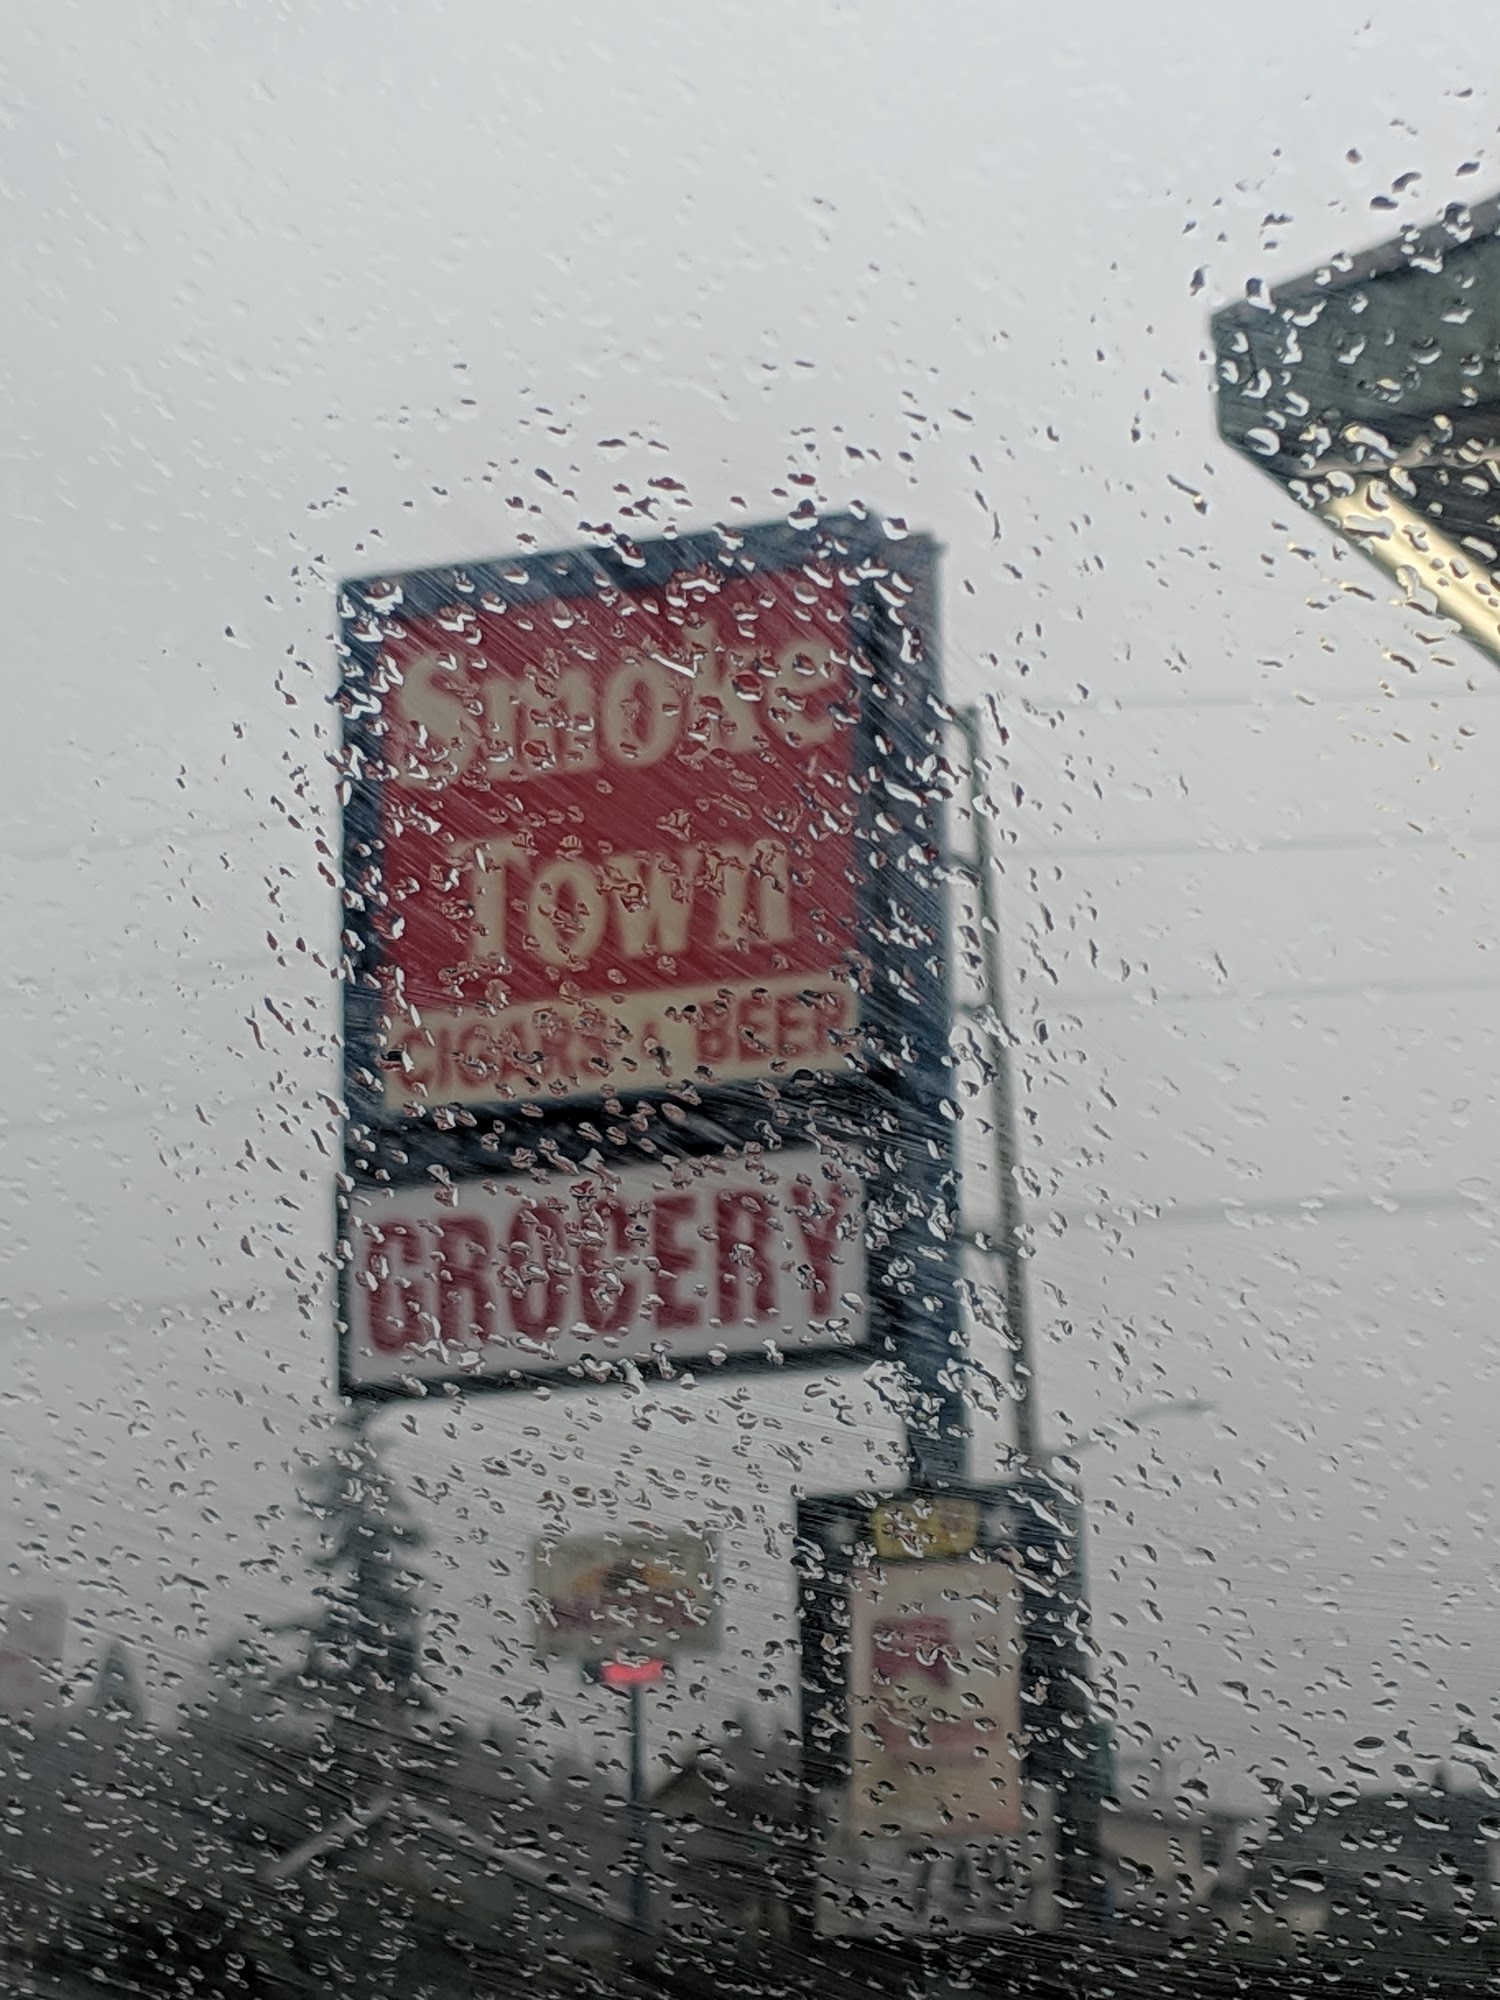 Smoke
Town
CIGARS & BEER
GROCERY